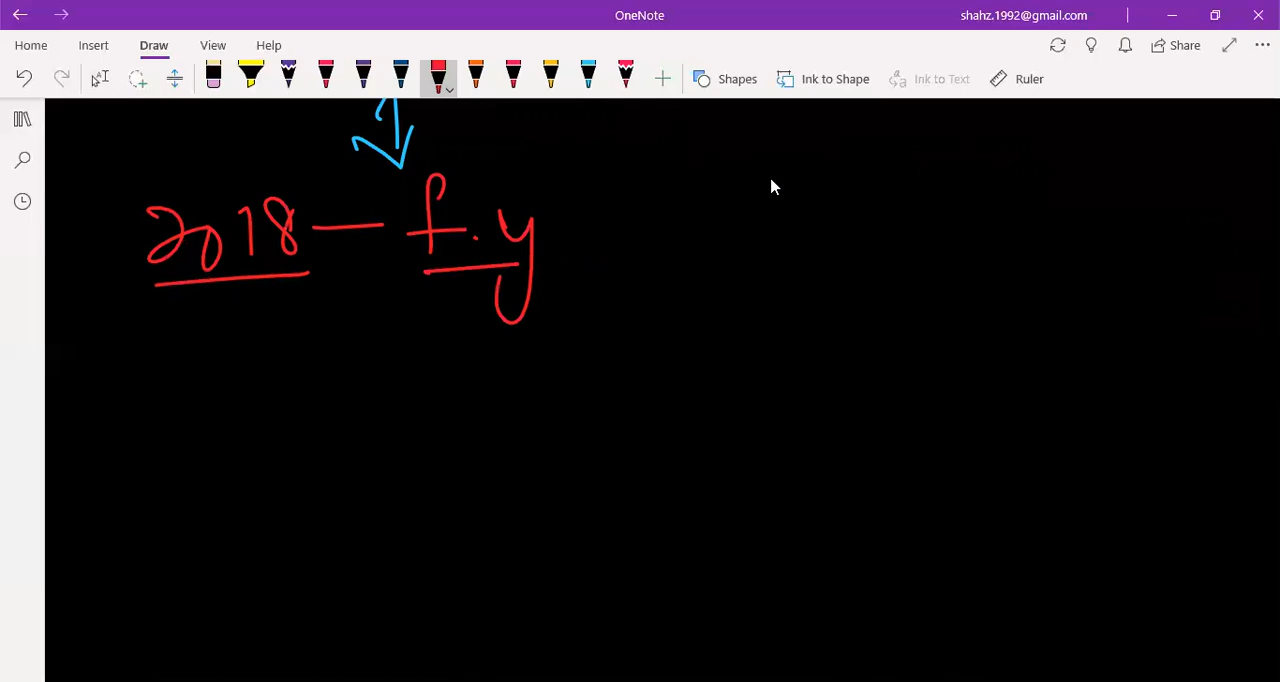 OneNote
shahz.1992@gmail.com
Home Insert Draw View Help
Share
Shapes Ink to Shape Ink to Text Ruler
2018 — f.y